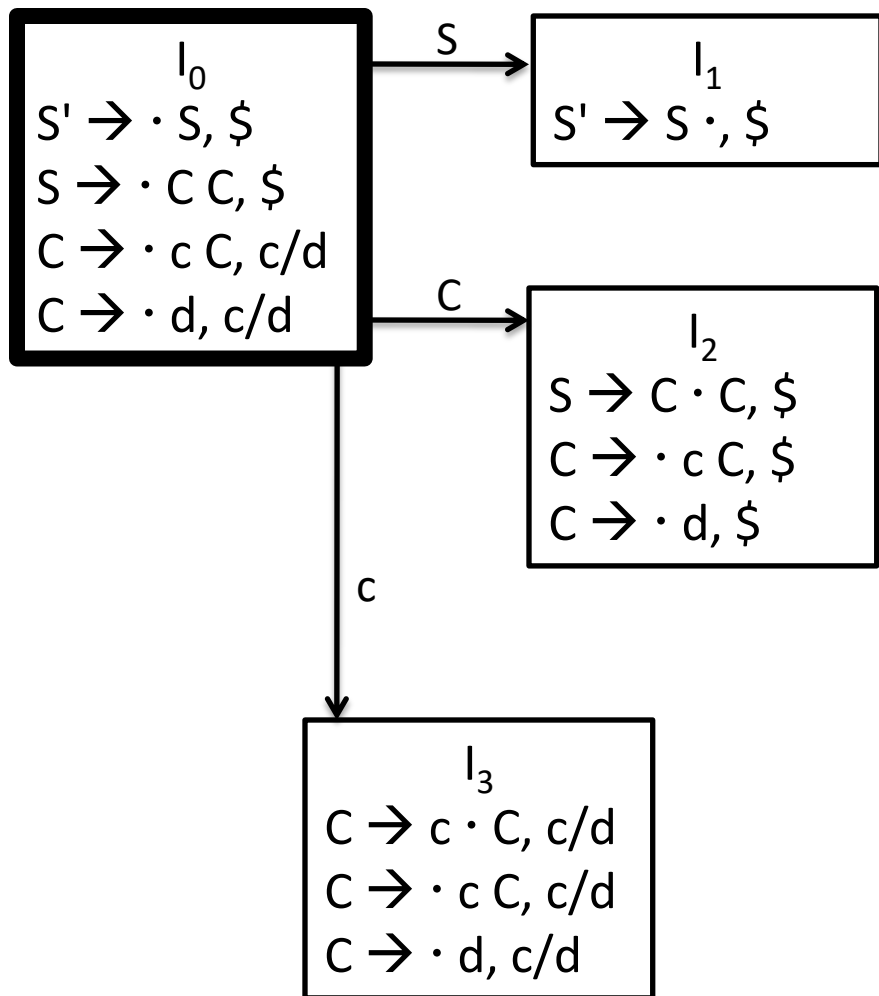 I₀
S' → · S, $
S → · C C, $
C → · c C, c/d
C → · d, c/d
S
I₁
S' → S ·, $
C
I₂
S → C · C, $
C → · c C, $
C → · d, $
c
I₃
C → c · C, c/d
C → · c C, c/d
C → · d, c/d